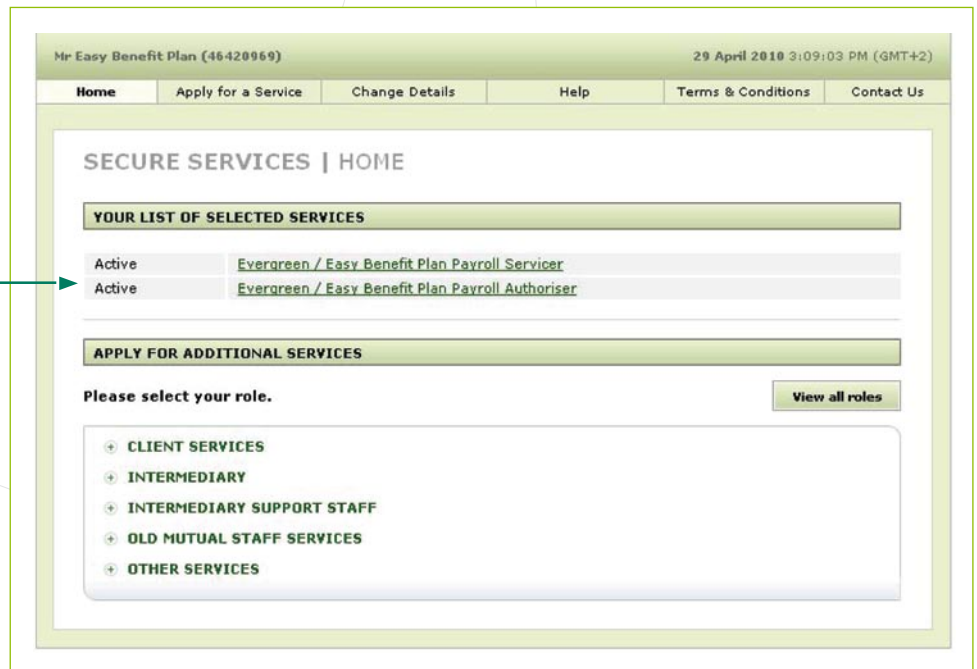 Mr Easy Benefit Plan (46420969) 29 April 2010 3:09:03 PM (GMT+2)
Home Apply for a Service Change Details Help Terms & Conditions Contact Us
SECURE SERVICES | HOME
YOUR LIST OF SELECTED SERVICES
Active Evergreen / Easy Benefit Plan Payroll Servicer
Active Evergreen / Easy Benefit Plan Payroll Authoriser
APPLY FOR ADDITIONAL SERVICES
Please select your role. View all roles
CLIENT SERVICES
INTERMEDIARY
INTERMEDIARY SUPPORT STAFF
OLD MUTUAL STAFF SERVICES
OTHER SERVICES